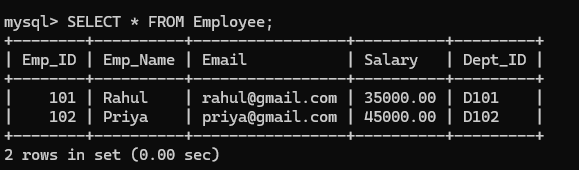 mysql> SELECT * FROM Employee;
+--------+----------+-----------------+----------+---------+
| Emp_ID | Emp_Name | Email           | Salary   | Dept_ID |
+--------+----------+-----------------+----------+---------+
|    101 | Rahul    | rahul@gmail.com | 35000.00 | D101    |
|    102 | Priya    | priya@gmail.com | 45000.00 | D102    |
+--------+----------+-----------------+----------+---------+
2 rows in set (0.00 sec)